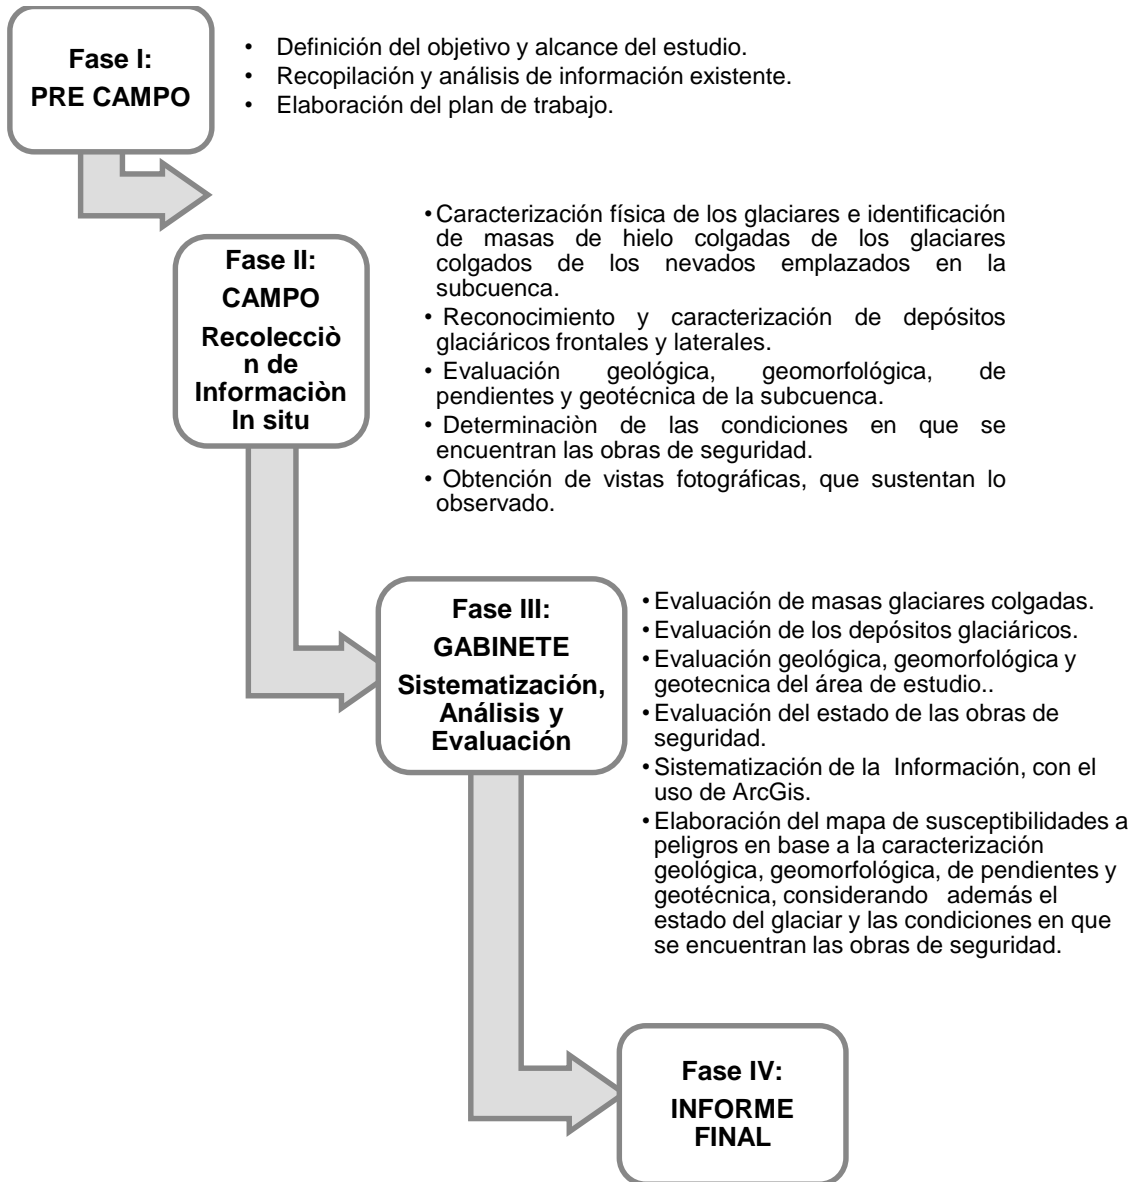 Fase I:
PRE CAMPO
• Definición del objetivo y alcance del estudio.
• Recopilación y análisis de información existente.
• Elaboración del plan de trabajo.
Fase II:
CAMPO
Recolecciò
n de
Informaciòn
In situ
• Caracterización física de los glaciares e identificación
de masas de hielo colgadas de los glaciares
colgados de los nevados emplazados en la
subcuenca.
• Reconocimiento y caracterización de depósitos
glaciáricos frontales y laterales.
• Evaluación geológica, geomorfológica, de
pendientes y geotécnica de la subcuenca.
• Determinaciòn de las condiciones en que se
encuentran las obras de seguridad.
• Obtención de vistas fotográficas, que sustentan lo
observado.
Fase III:
GABINETE
Sistematización,
Análisis y
Evaluación
• Evaluación de masas glaciares colgadas.
• Evaluación de los depósitos glaciáricos.
• Evaluación geológica, geomorfológica y
geotecnica del área de estudio..
• Evaluación del estado de las obras de
seguridad.
• Sistematización de la Información, con el
uso de ArcGis.
• Elaboración del mapa de susceptibilidades a
peligros en base a la caracterización
geológica, geomorfológica, de pendientes y
geotécnica, considerando además el
estado del glaciar y las condiciones en que
se encuentran las obras de seguridad.
Fase IV:
INFORME
FINAL